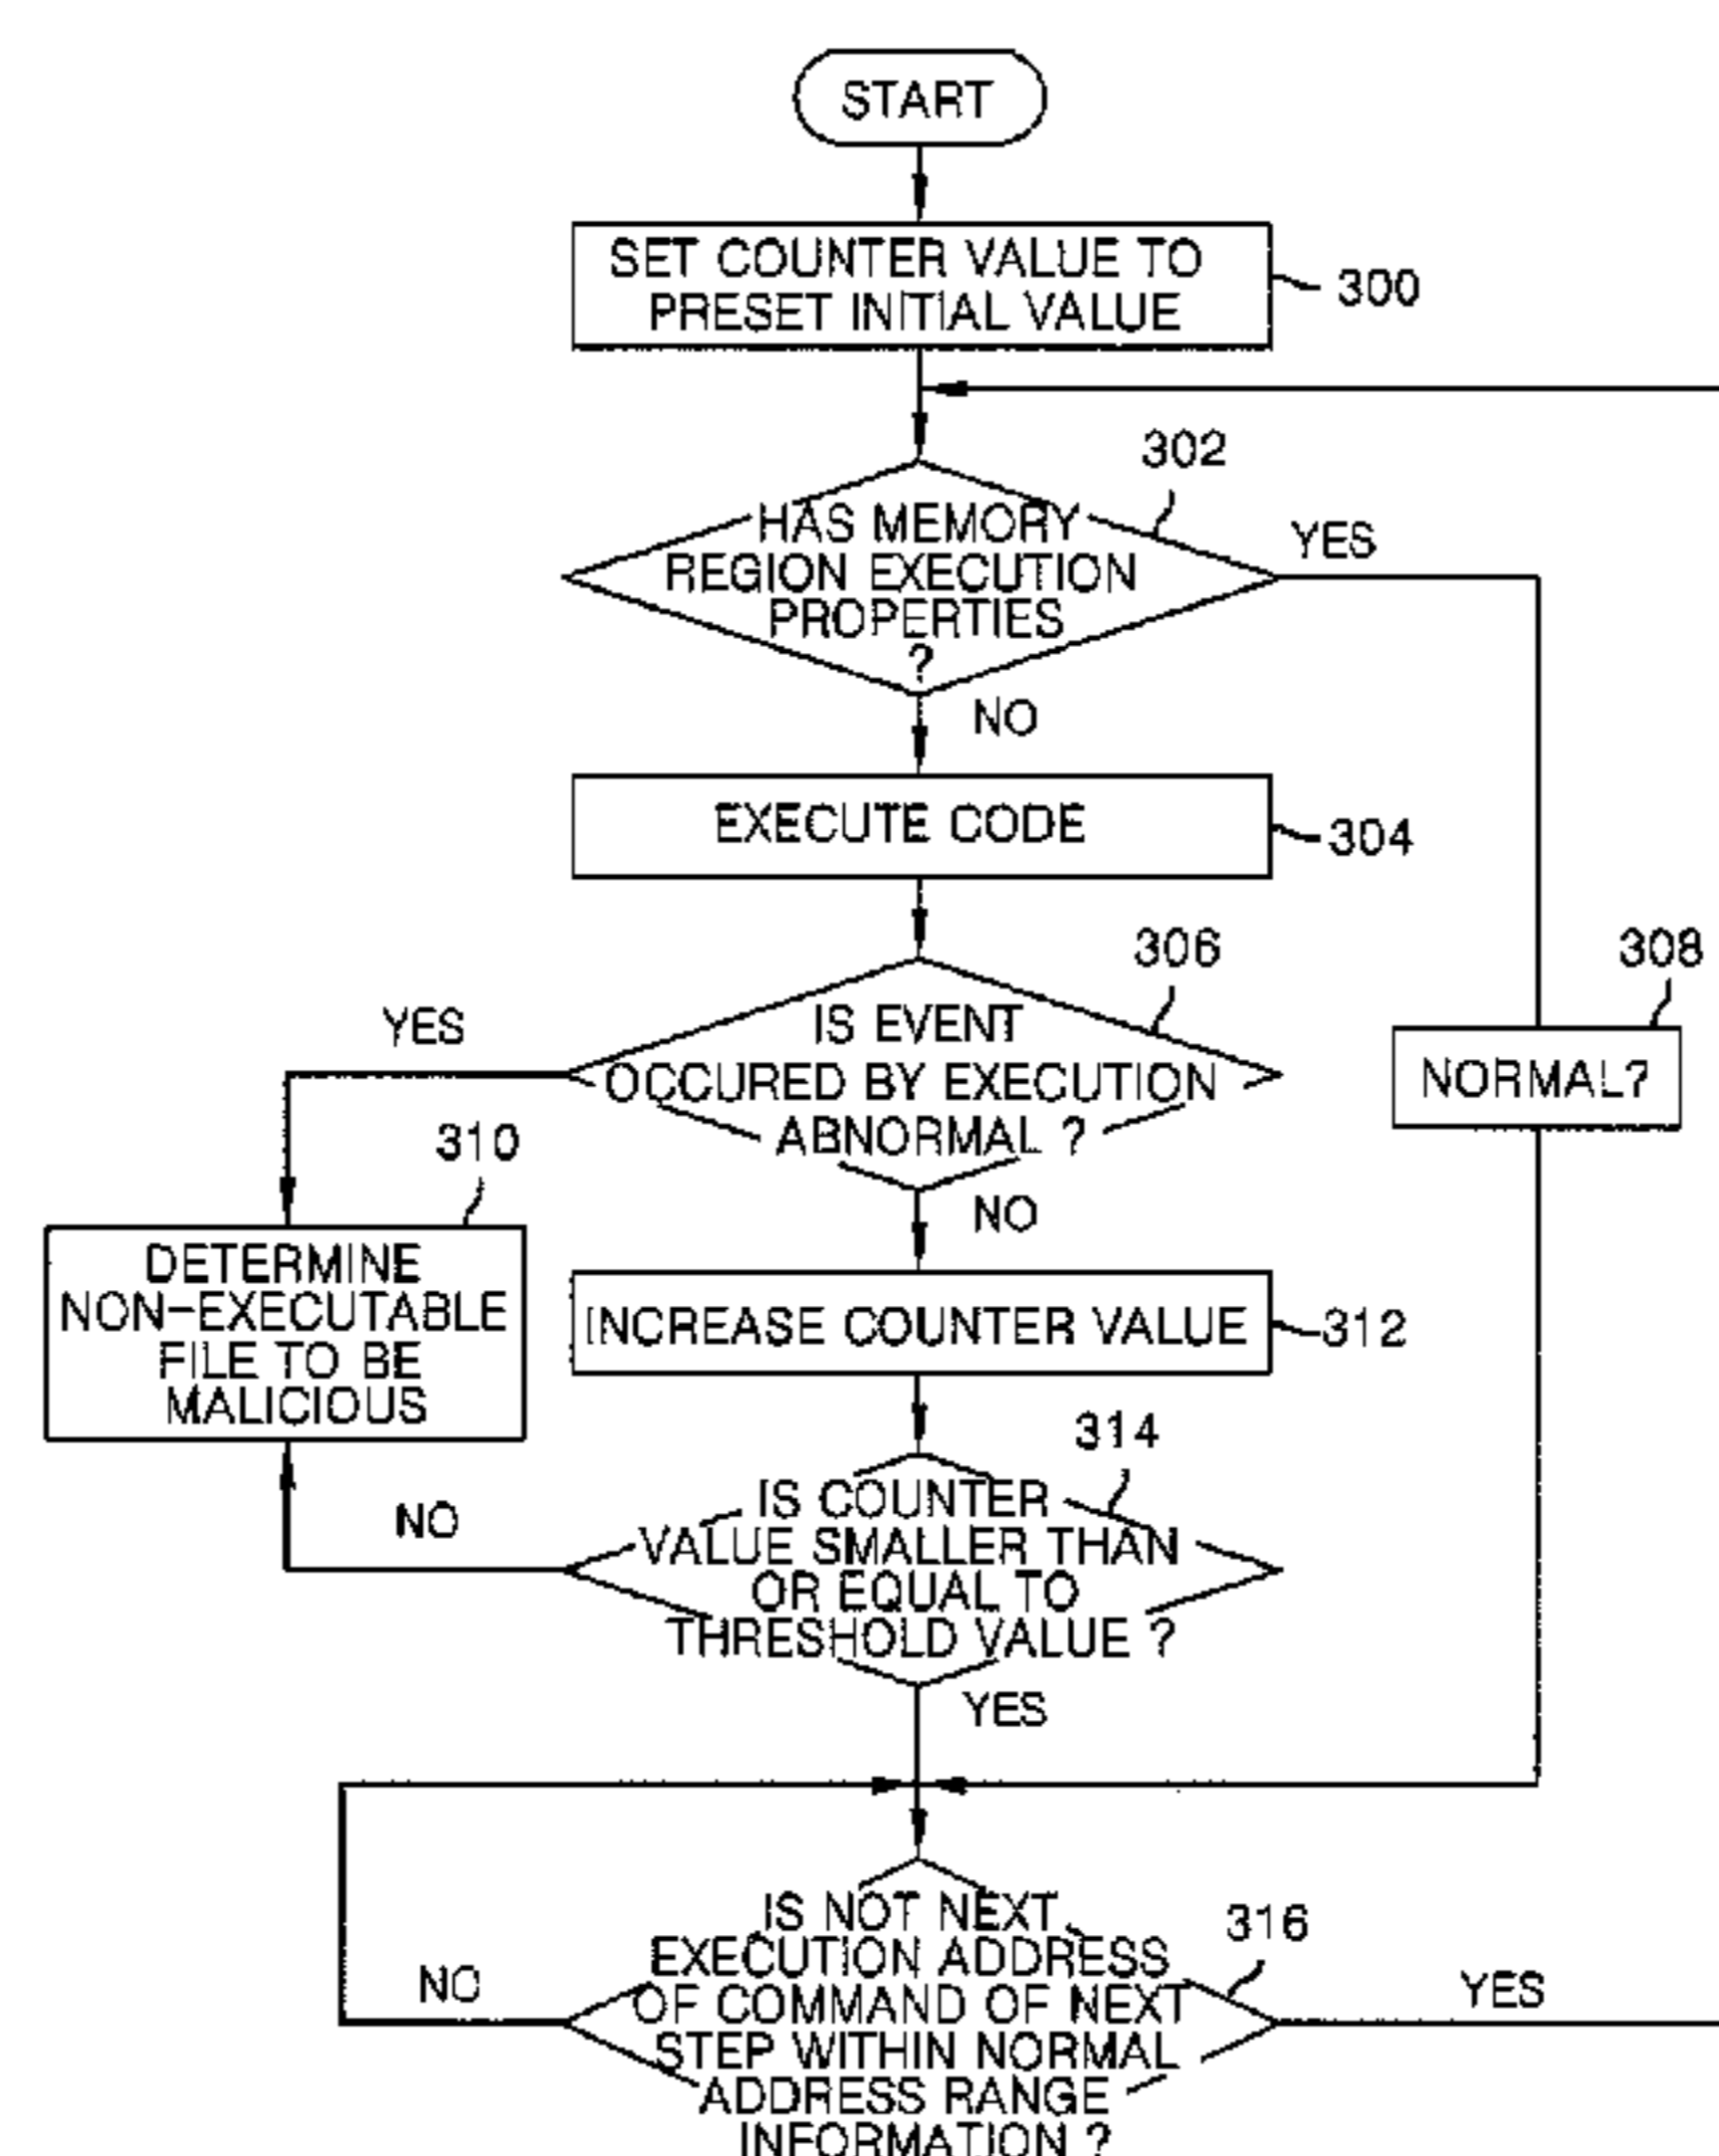 START
SET COUNTER VALUE TO
PRESET INITIAL VALUE
300
302
HAS MEMORY
REGION EXECUTION
PROPERTIES
?
YES
NO
EXECUTE CODE
304
306
308
IS EVENT
OCCURED BY EXECUTION
ABNORMAL ?
YES
NORMAL?
310
NO
DETERMINE
NON-EXECUTABLE
FILE TO BE
MALICIOUS
INCREASE COUNTER VALUE
312
314
IS COUNTER
VALUE SMALLER THAN
OR EQUAL TO
THRESHOLD VALUE ?
NO
YES
316
IS NOT NEXT
EXECUTION ADDRESS
OF COMMAND OF NEXT
STEP WITHIN NORMAL
ADDRESS RANGE
INFORMATION ?
NO
YES